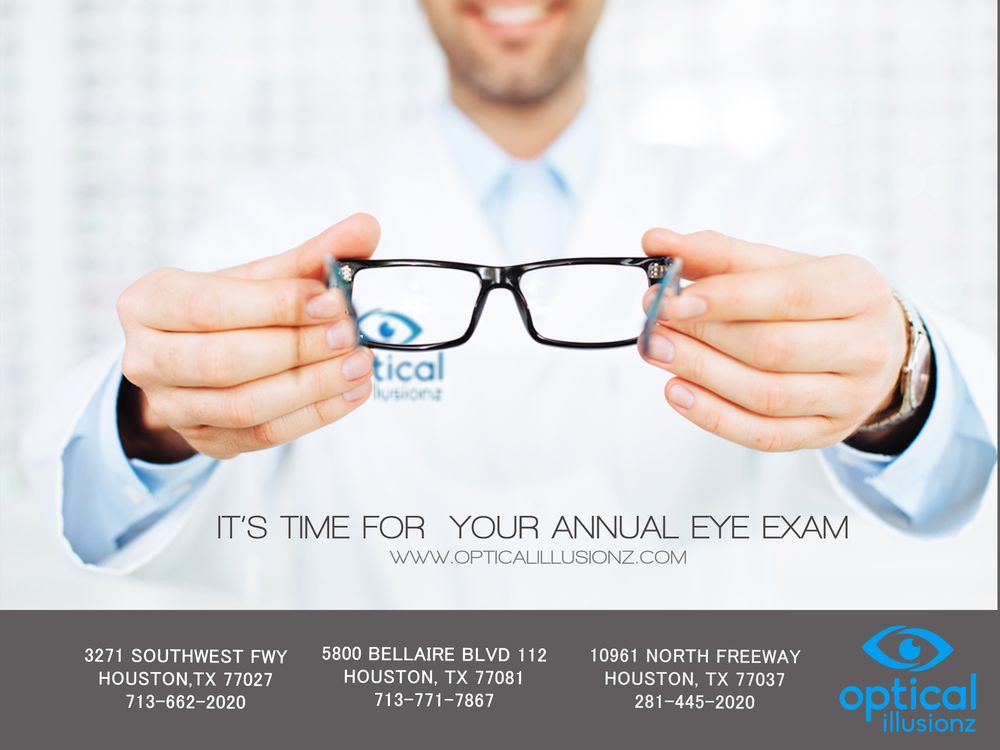 tical
illusionz
IT'S TIME FOR YOUR ANNUAL EYE EXAM
WWW.OPTICALILLUSIONZ.COM
3271 SOUTHWEST FWY
HOUSTON,TX 77027
713-662-2020
5800 BELLAIRE BLVD 112
HOUSTON, TX 77081
713-771-7867
10961 NORTH FREEWAY
HOUSTON, TX 77037
281-445-2020
optical
illusionz